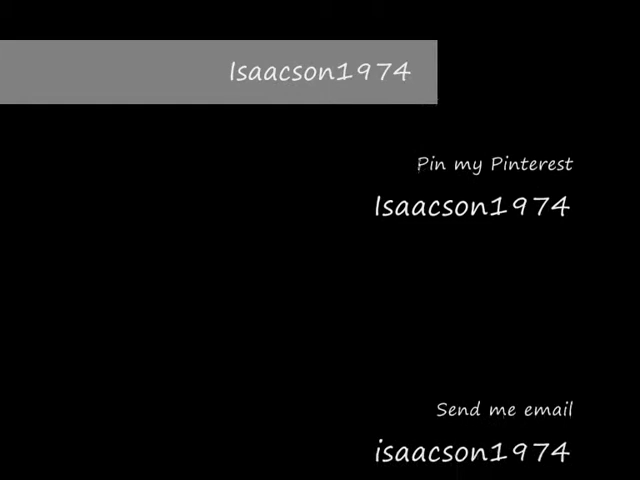 Isaacson1974
Pin my Pinterest
Isaacson1974
Send me email
isaacson1974